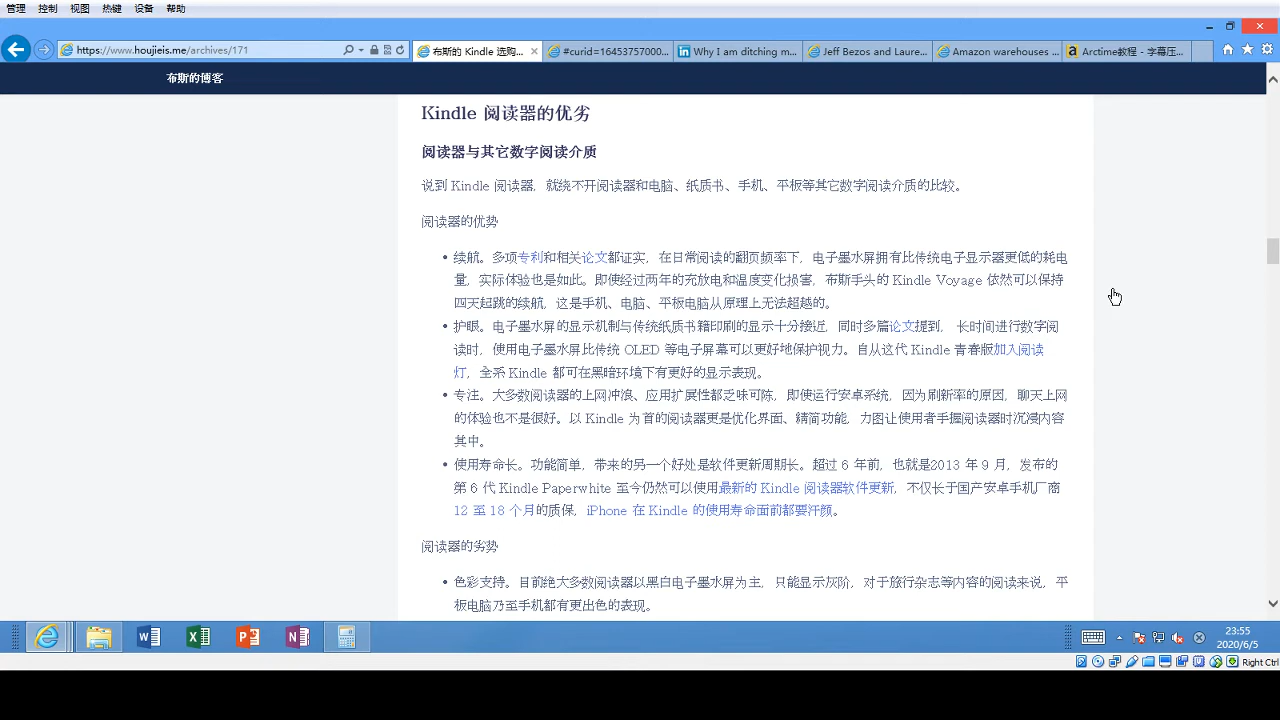 管理 控制 视图 热键 设备 帮助
https://www.houjieis.me/archives/171
布斯的 Kindle 选购...
#curid=16453757000...
Why I am ditching m...
Jeff Bezos and Laure...
Amazon warehouses ...
Arctime教程 - 字幕压...
布斯的博客
Kindle 阅读器的优劣
阅读器与其它数字阅读介质
说到 Kindle 阅读器，就绕不开阅读器和电脑、纸质书、手机、平板等其它数字阅读介质的比较。
阅读器的优势
续航。多项专利和相关论文都证实，在日常阅读的翻页频率下，电子墨水屏拥有比传统电子显示器更低的耗电
量，实际体验也是如此。即使经过两年的充放电和温度变化损害，布斯手头的 Kindle Voyage 依然可以保持
四天起跳的续航，这是手机、电脑、平板电脑从原理上无法超越的。
护眼。电子墨水屏的显示机制与传统纸质书籍印刷的显示十分接近，同时多篇论文提到，长时间进行数字阅
读时，使用电子墨水屏比传统 OLED 等电子屏幕可以更好地保护视力。自从这代 Kindle 青春版加入阅读
灯，全系 Kindle 都可在黑暗环境下有更好的显示表现。
专注。大多数阅读器的上网冲浪、应用扩展性都乏味可陈，即使运行安卓系统，因为刷新率的原因，聊天上网
的体验也不是很好。以 Kindle 为首的阅读器更是优化界面、精简功能，力图让使用者手握阅读器时沉浸内容
其中。
使用寿命长。功能简单，带来的另一个好处是软件更新周期长。超过 6 年前，也就是2013 年 9 月，发布的
第 6 代 Kindle Paperwhite 至今仍然可以使用最新的 Kindle 阅读器软件更新，不仅长于国产安卓手机厂商
12 至 18 个月的质保，iPhone 在 Kindle 的使用寿命面前都要汗颜。
阅读器的劣势
色彩支持。目前绝大多数阅读器以黑白电子墨水屏为主，只能显示灰阶，对于旅行杂志等内容的阅读来说，平
板电脑乃至手机都有更出色的表现。
23:55
2020/6/5
Right Ctrl